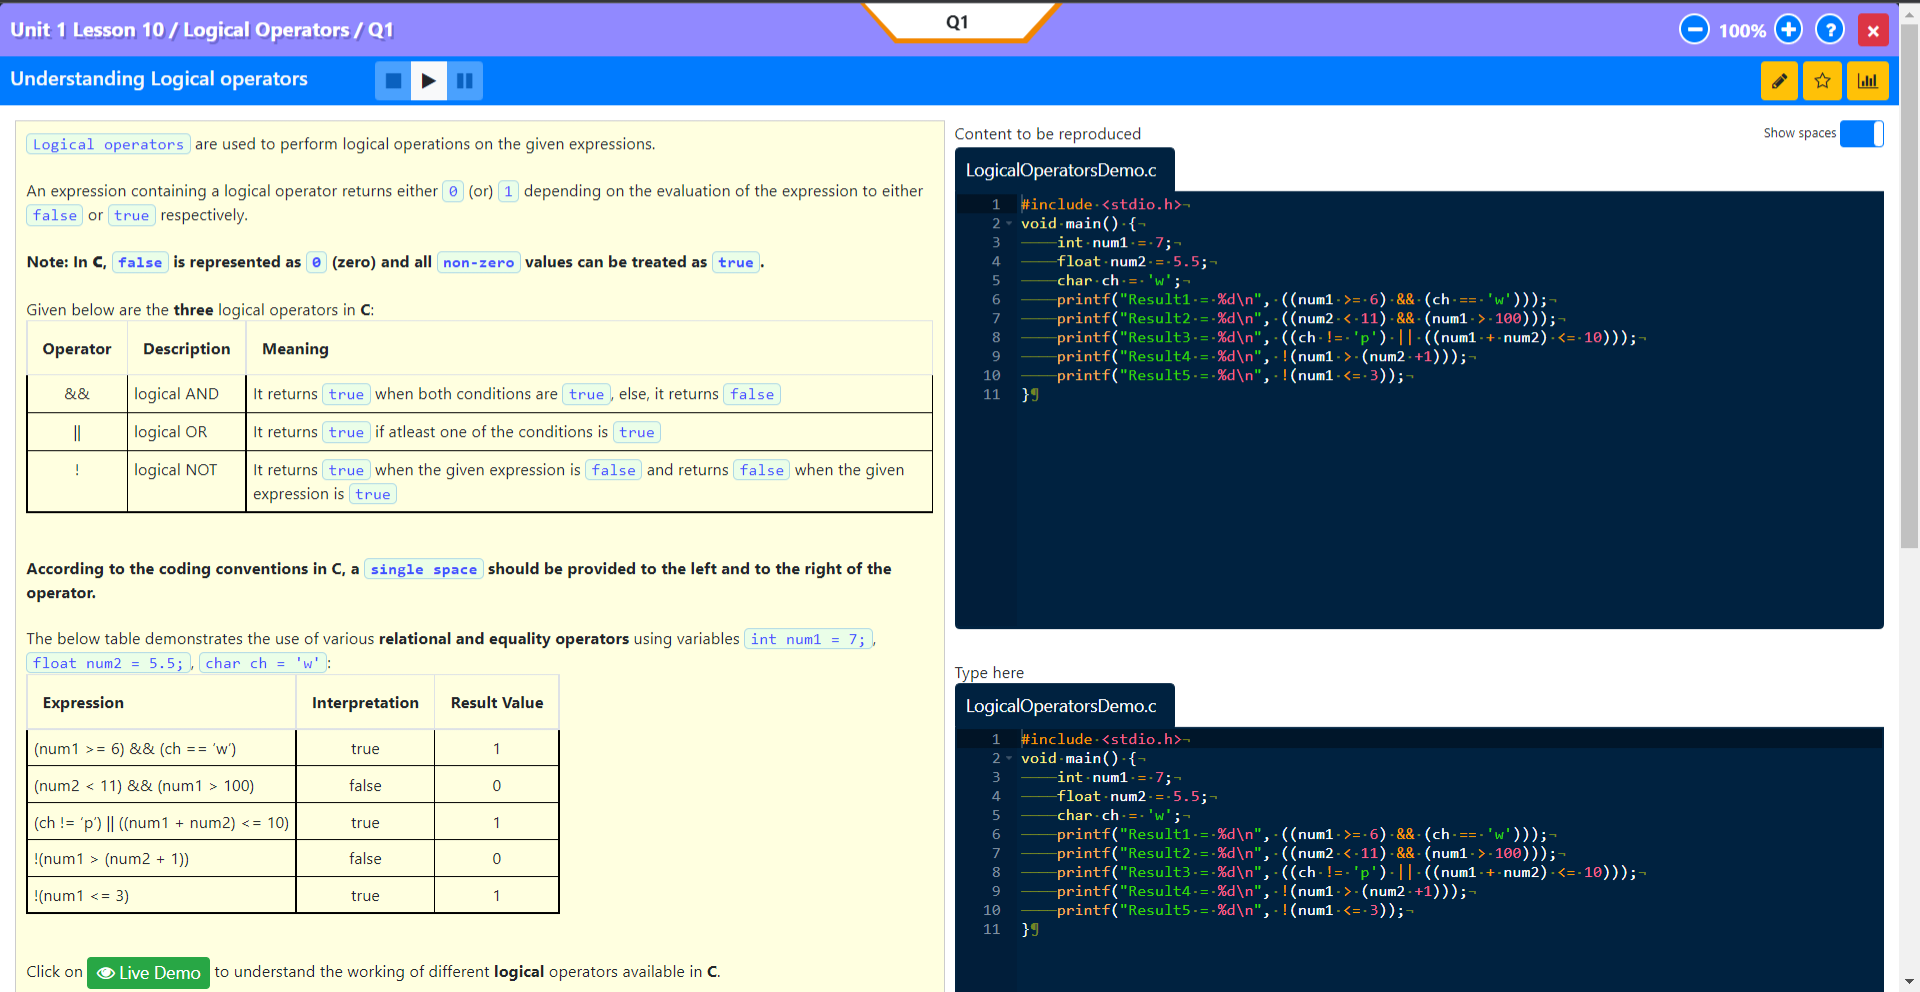 Unit 1 Lesson 10 / Logical Operators / Q1
Q1
100%
?
Understanding Logical operators
Logical operators are used to perform logical operations on the given expressions.
An expression containing a logical operator returns either 0 (or) 1 depending on the evaluation of the expression to either
false or true respectively.
Note: In C, false is represented as 0 (zero) and all non-zero values can be treated as true.
Given below are the three logical operators in C:
Operator Description Meaning
&& logical AND It returns true when both conditions are true, else, it returns false
|| logical OR It returns true if atleast one of the conditions is true
! logical NOT It returns true when the given expression is false and returns false when the given
expression is true
According to the coding conventions in C, a single space should be provided to the left and to the right of the
operator.
The below table demonstrates the use of various relational and equality operators using variables int num1 = 7;,
float num2 = 5.5;, char ch = 'w':
Expression Interpretation Result Value
(num1 >= 6) && (ch == 'w') true 1
(num2 < 11) && (num1 > 100) false 0
(ch != 'p') || ((num1 + num2) <= 10) true 1
!(num1 > (num2 + 1)) false 0
!(num1 <= 3) true 1
Click on Live Demo to understand the working of different logical operators available in C.
Content to be reproduced
Show spaces
LogicalOperatorsDemo.c
1 #include <stdio.h>
2 void main() {
3 int num1 = 7;
4 float num2 = 5.5;
5 char ch = 'w';
6 printf("Result1 = %d\n", ((num1 >= 6) && (ch == 'w')));
7 printf("Result2 = %d\n", ((num2 < 11) && (num1 > 100)));
8 printf("Result3 = %d\n", ((ch != 'p') || ((num1 + num2) <= 10)));
9 printf("Result4 = %d\n", !(num1 > (num2 +1)));
10 printf("Result5 = %d\n", !(num1 <= 3));
11 }
Type here
LogicalOperatorsDemo.c
1 #include <stdio.h>
2 void main() {
3 int num1 = 7;
4 float num2 = 5.5;
5 char ch = 'w';
6 printf("Result1 = %d\n", ((num1 >= 6) && (ch == 'w')));
7 printf("Result2 = %d\n", ((num2 < 11) && (num1 > 100)));
8 printf("Result3 = %d\n", ((ch != 'p') || ((num1 + num2) <= 10)));
9 printf("Result4 = %d\n", !(num1 > (num2 +1)));
10 printf("Result5 = %d\n", !(num1 <= 3));
11 }